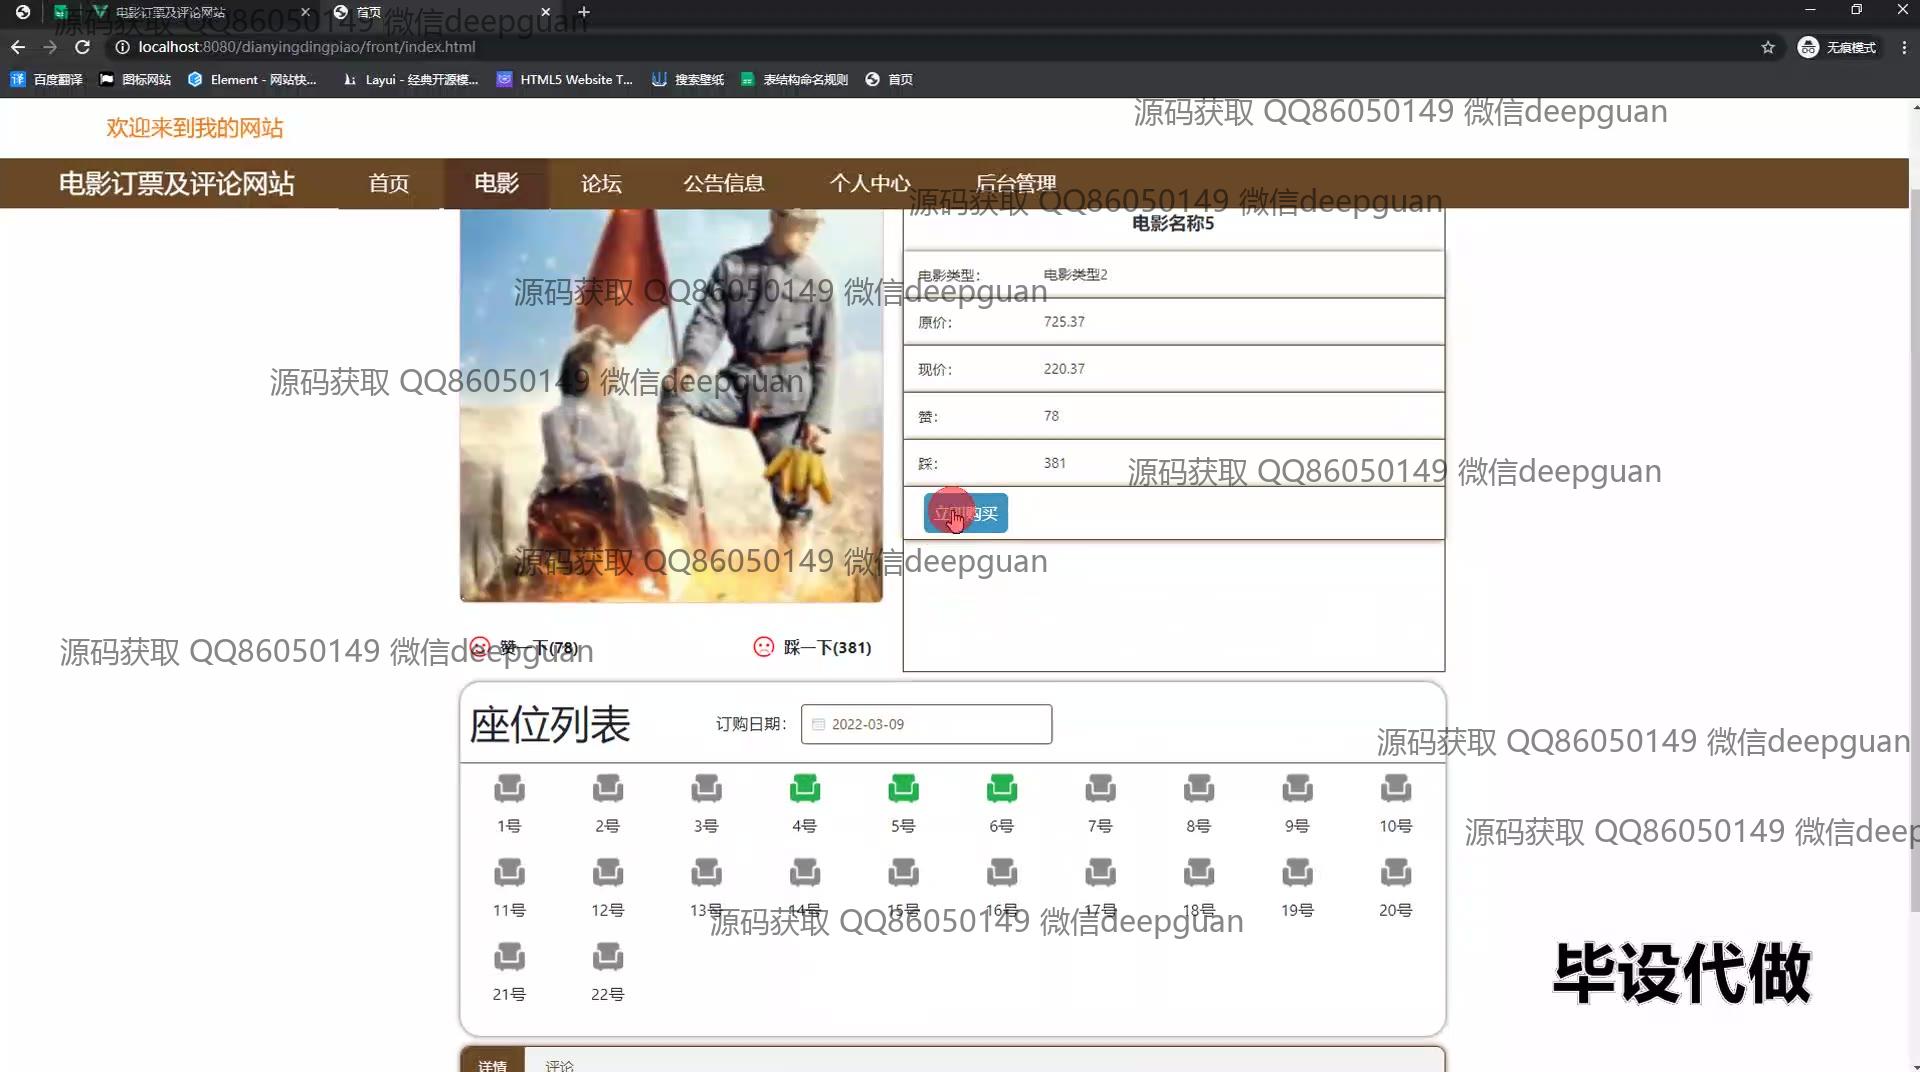 电影订票及评论网站
首页
localhost:8080/dianyingdingpiao/front/index.html
无痕模式
百度翻译
图标网站
Element - 网站快...
Layui - 经典开源模...
HTML5 Website T...
搜索壁纸
表结构命名规则
首页
欢迎来到我的网站
电影订票及评论网站
首页
电影
论坛
公告信息
个人中心
后台管理
电影名称5
电影类型：
电影类型2
原价：
725.37
现价：
220.37
赞：
78
踩：
381
立即购买
赞一下(78)
踩一下(381)
座位列表
订购日期：
2022-03-09
1号
2号
3号
4号
5号
6号
7号
8号
9号
10号
11号
12号
13号
14号
15号
16号
17号
18号
19号
20号
21号
22号
详情
评论
源码获取 QQ86050149 微信deepguan
源码获取 QQ86050149 微信deepguan
源码获取 QQ86050149 微信deepguan
源码获取 QQ86050149 微信deepguan
源码获取 QQ86050149 微信deepguan
源码获取 QQ86050149 微信deepguan
源码获取 QQ86050149 微信deepguan
源码获取 QQ86050149 微信deepguan
源码获取 QQ86050149 微信deepguan
源码获取 QQ86050149 微信deep
源码获取 QQ86050149 微信deepguan
毕设代做